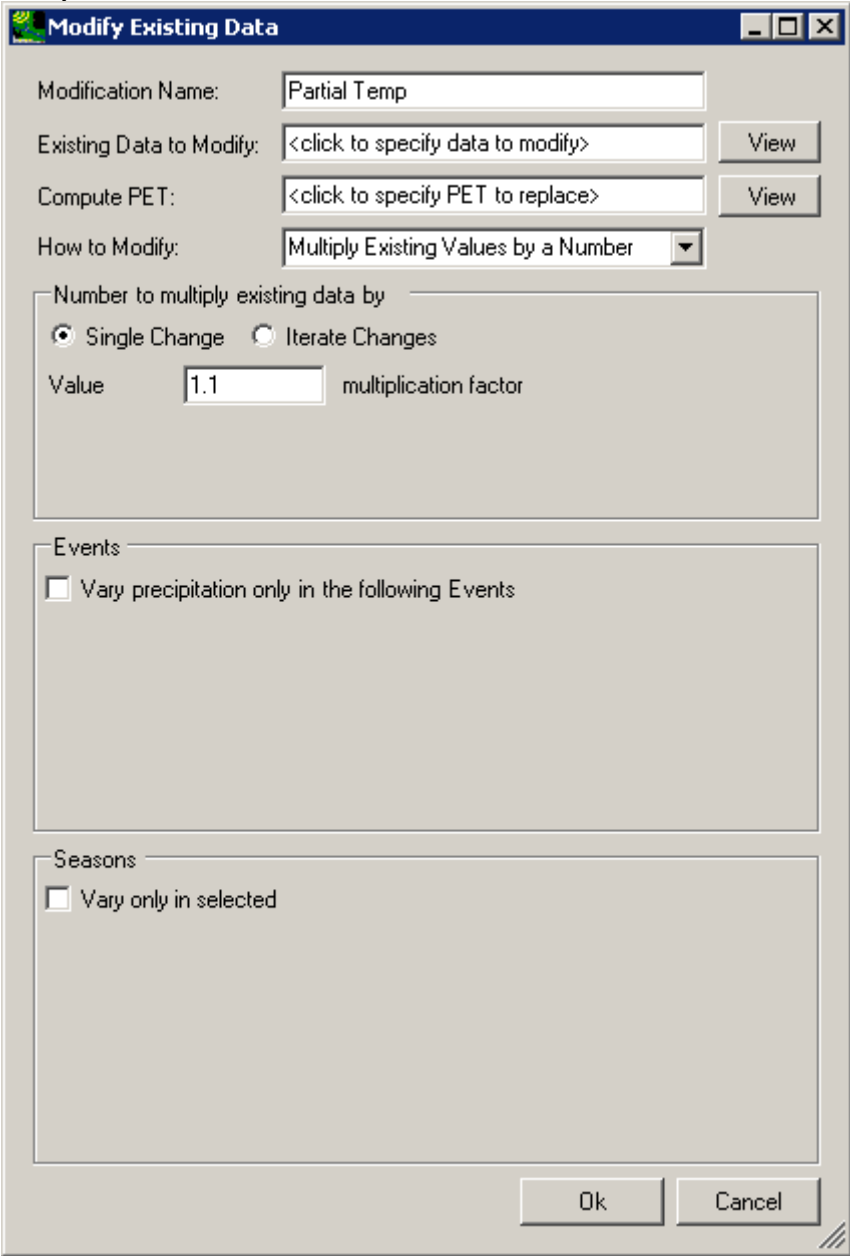 Modify Existing Data
Modification Name: Partial Temp
Existing Data to Modify: <click to specify data to modify> View
Compute PET: <click to specify PET to replace> View
How to Modify: Multiply Existing Values by a Number
Number to multiply existing data by
Single Change Iterate Changes
Value 1.1 multiplication factor
Events
Vary precipitation only in the following Events
Seasons
Vary only in selected
Ok Cancel